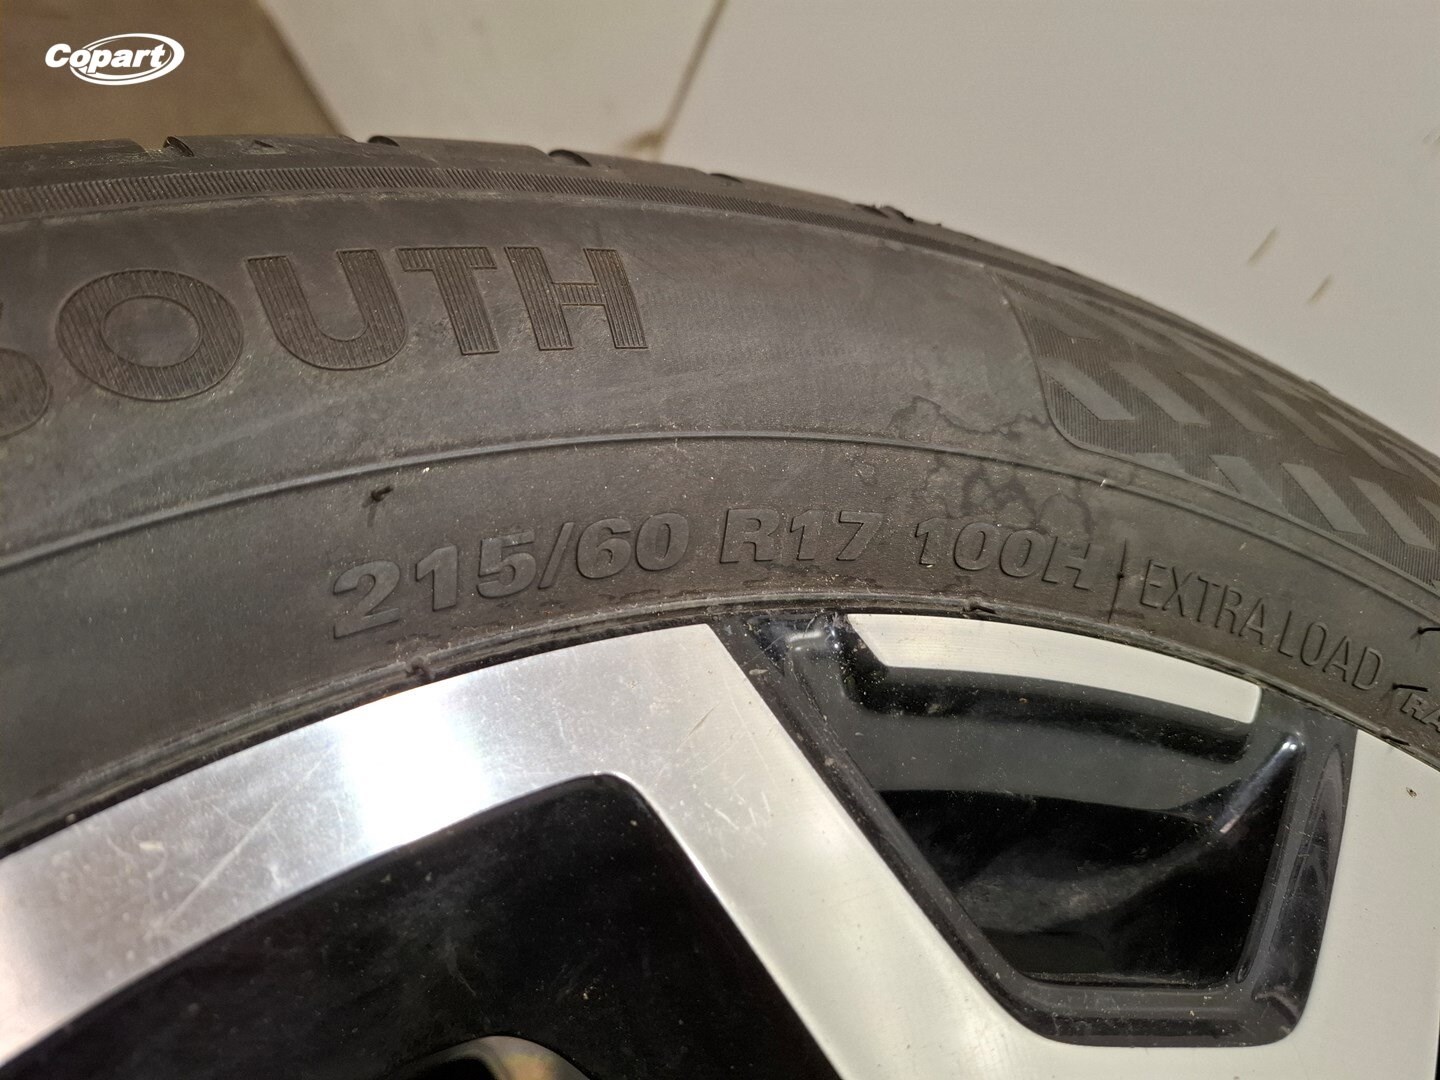 Copart
SOUTH
215/60 R17 100H EXTRA LOAD